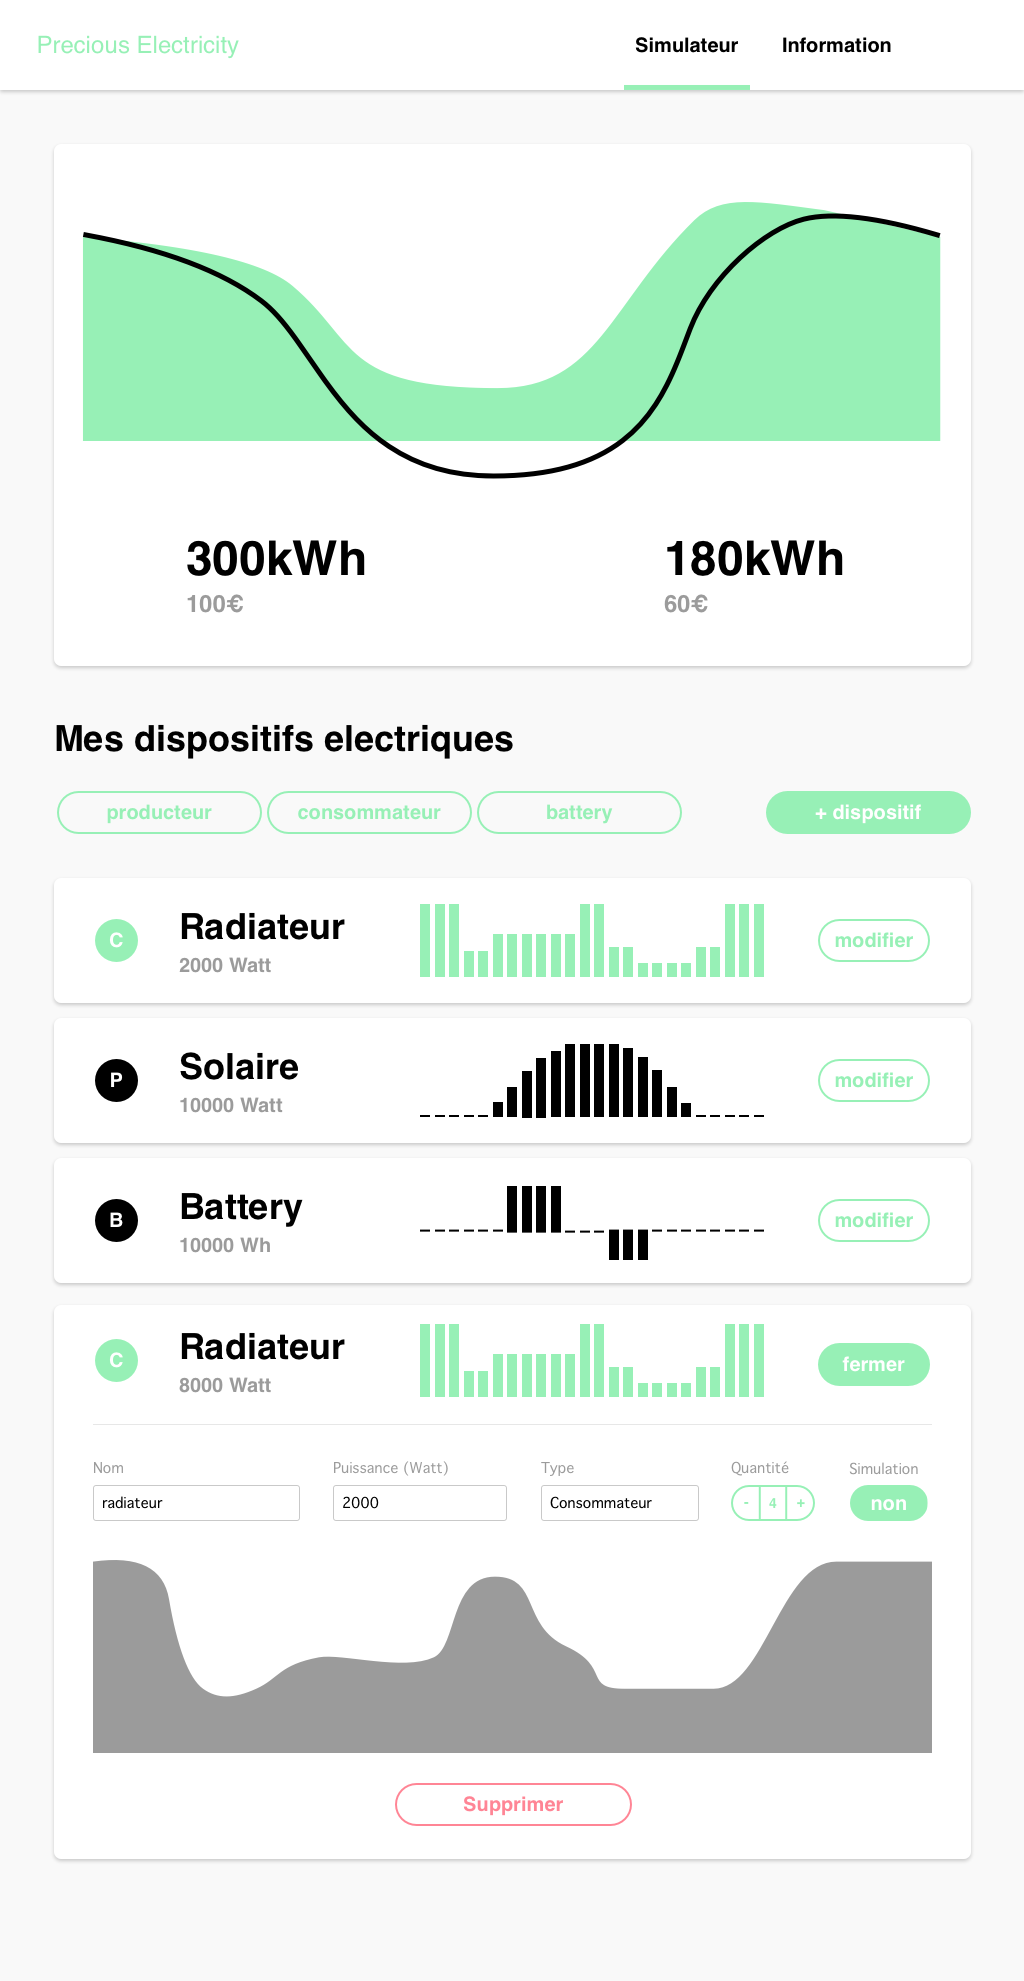 Precious Electricity
Simulateur
Information
300kWh
100€
180kWh
60€
Mes dispositifs electriques
producteur
consommateur
battery
+ dispositif
C
Radiateur
2000 Watt
modifier
P
Solaire
10000 Watt
modifier
B
Battery
10000 Wh
modifier
C
Radiateur
8000 Watt
fermer
Nom
Puissance (Watt)
Type
Quantité
Simulation
radiateur
2000
Consommateur
- 4 +
non
Supprimer